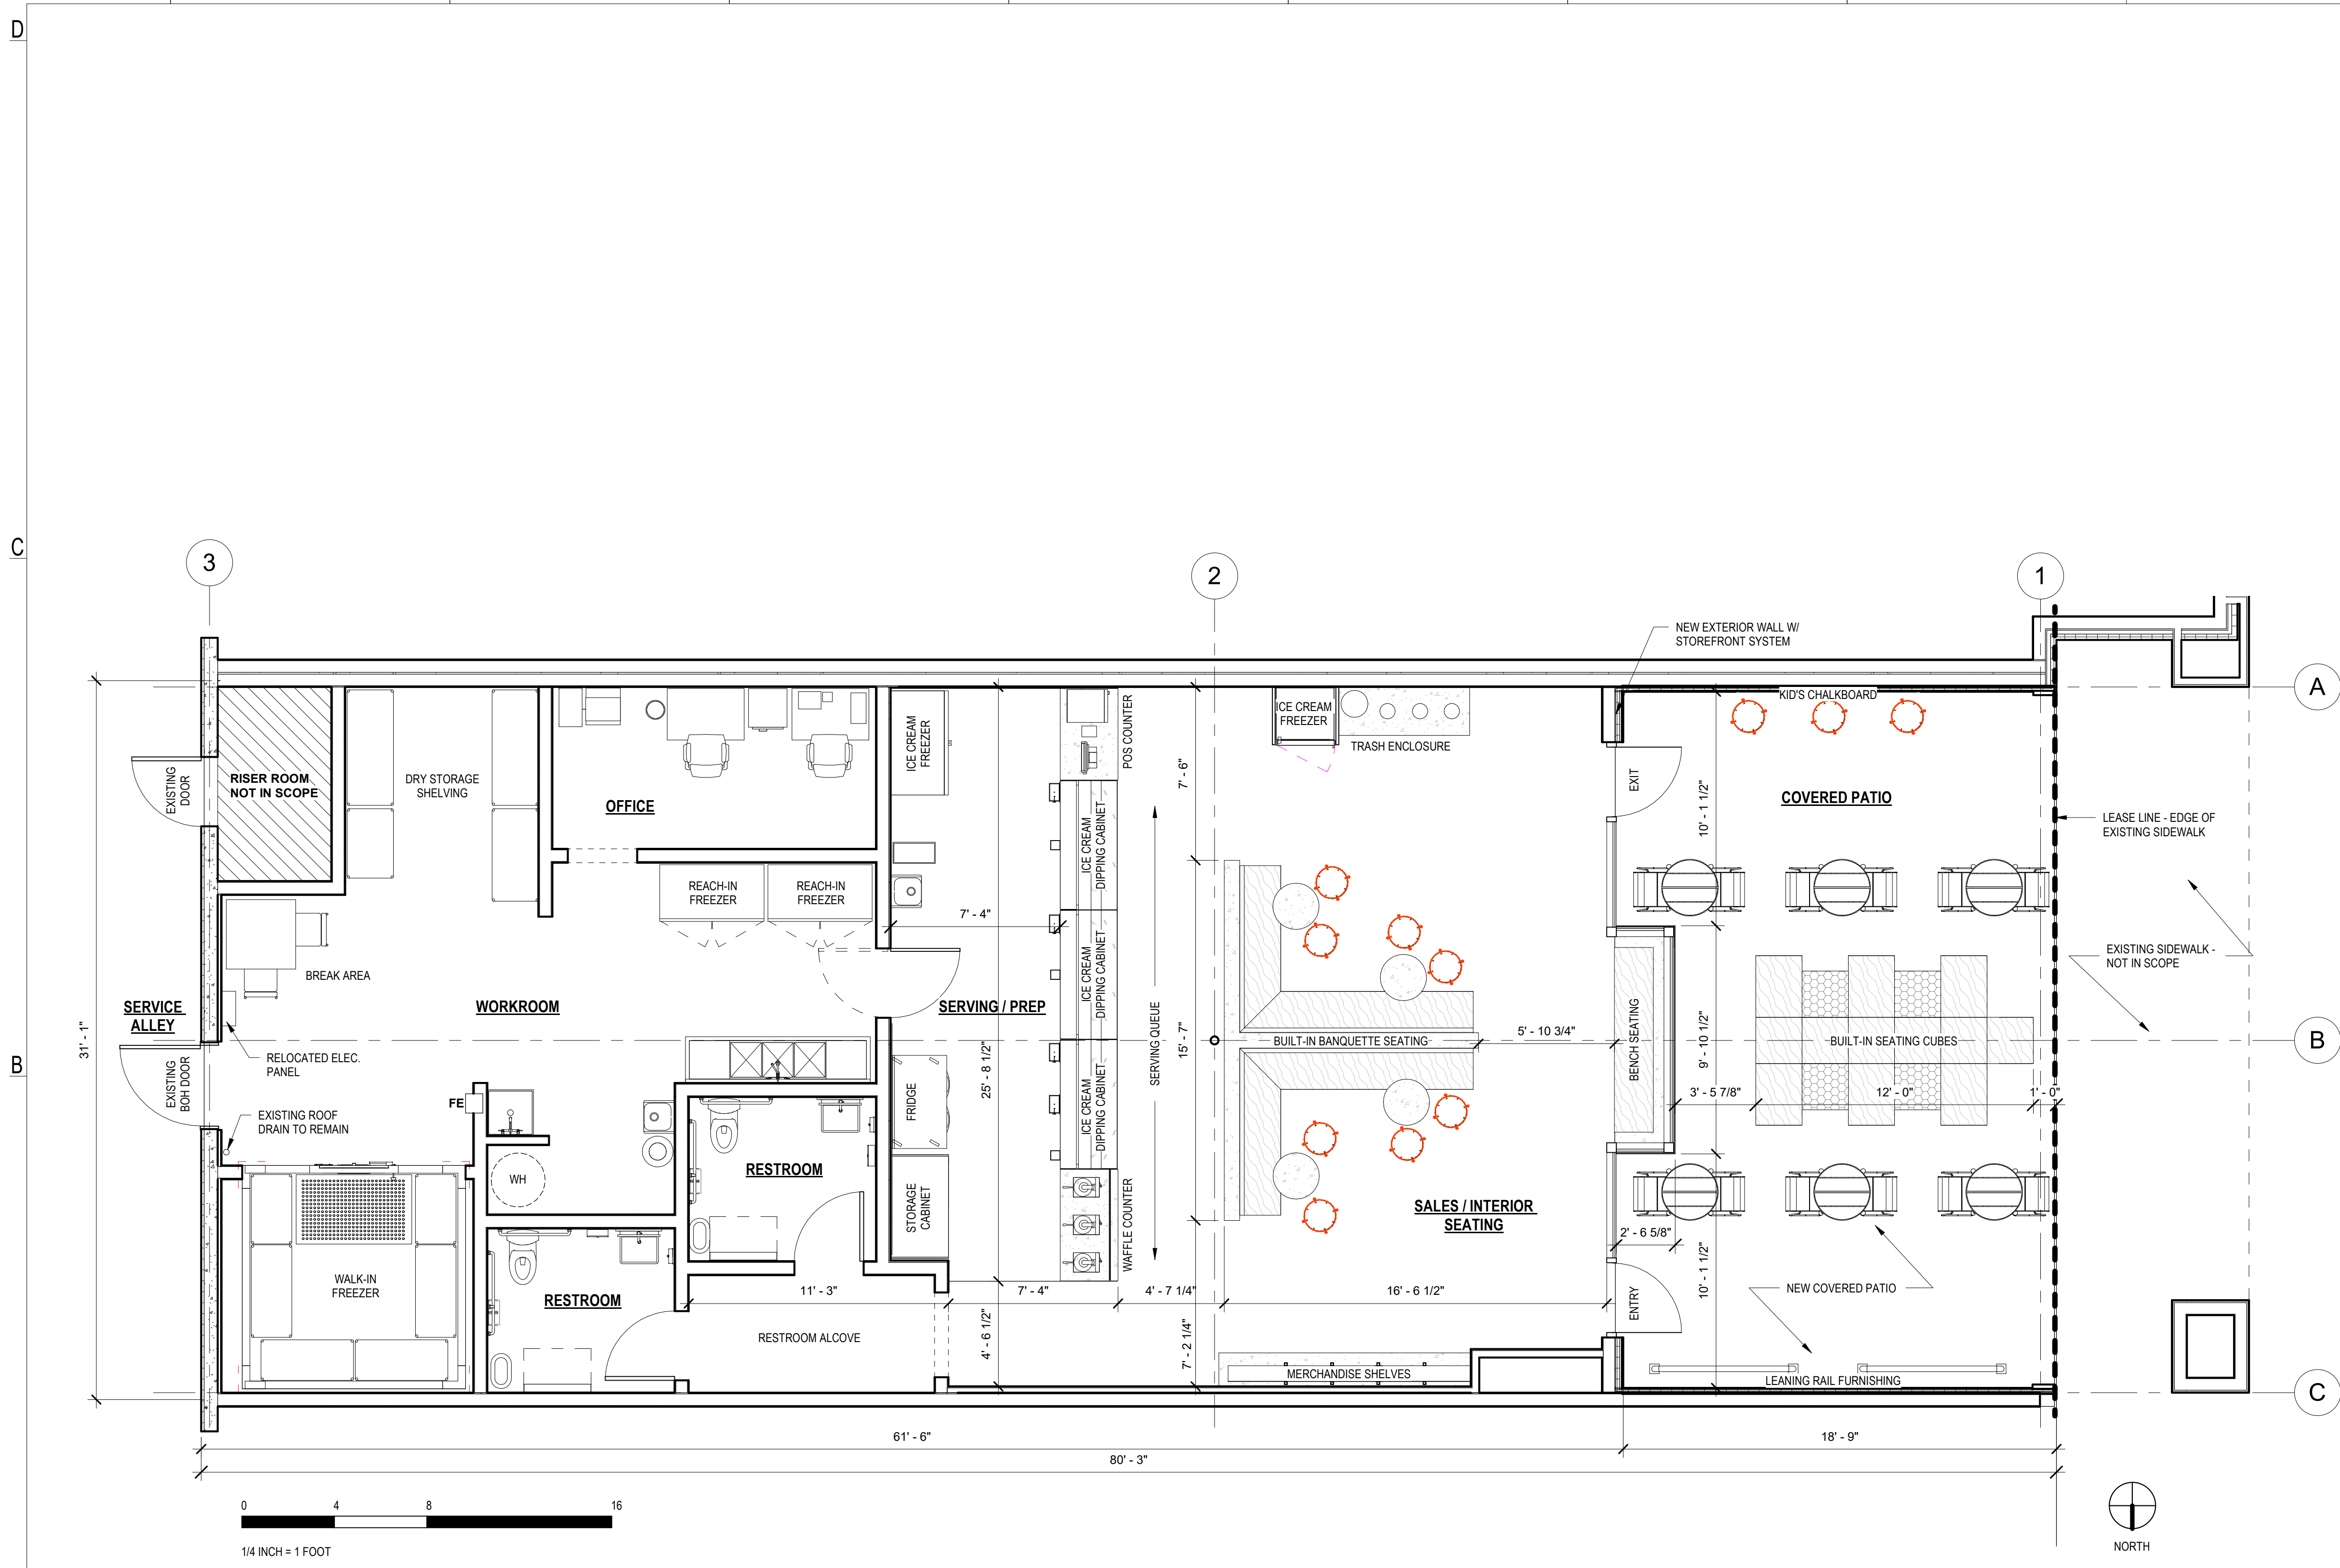 D
C
B
3
2
1
A
B
C
NEW EXTERIOR WALL W/
STOREFRONT SYSTEM
KID'S CHALKBOARD
RISER ROOM
NOT IN SCOPE
EXISTING
DOOR
DRY STORAGE
SHELVING
OFFICE
ICE CREAM
FREEZER
POS COUNTER
ICE CREAM
FREEZER
TRASH ENCLOSURE
7' - 6"
EXIT
10' - 1 1/2"
COVERED PATIO
LEASE LINE - EDGE OF
EXISTING SIDEWALK
ICE CREAM
DIPPING CABINET
ICE CREAM
DIPPING CABINET
ICE CREAM
DIPPING CABINET
REACH-IN
FREEZER
REACH-IN
FREEZER
7' - 4"
EXISTING SIDEWALK -
NOT IN SCOPE
BREAK AREA
SERVICE
ALLEY
WORKROOM
SERVING / PREP
SERVING QUEUE
31' - 1"
25' - 8 1/2"
15' - 7"
BUILT-IN BANQUETTE SEATING
5' - 10 3/4"
BENCH SEATING
9' - 10 1/2"
BUILT-IN SEATING CUBES
3' - 5 7/8"
12' - 0"
1' - 0"
RELOCATED ELEC.
PANEL
EXISTING
BOH DOOR
FE
EXISTING ROOF
DRAIN TO REMAIN
FRIDGE
WH
RESTROOM
STORAGE
CABINET
WAFFLE COUNTER
SALES / INTERIOR
SEATING
2' - 6 5/8"
WALK-IN
FREEZER
RESTROOM
11' - 3"
7' - 4"
4' - 7 1/4"
16' - 6 1/2"
ENTRY
10' - 1 1/2"
NEW COVERED PATIO
RESTROOM ALCOVE
4' - 6 1/2"
7' - 2 1/4"
MERCHANDISE SHELVES
LEANING RAIL FURNISHING
61' - 6"
18' - 9"
80' - 3"
0 4 8 16
1/4 INCH = 1 FOOT
NORTH